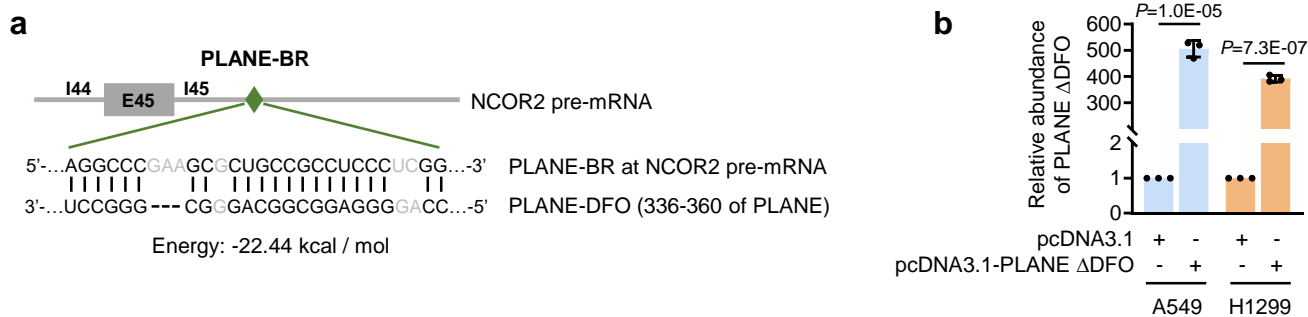 a
PLANE-BR
I44 E45 I45
NCOR2 pre-mRNA
5'-...AGGCCCGAAGCGCUGCCGCCUCCCUCGG...-3' PLANE-BR at NCOR2 pre-mRNA
3'-...UCCGGG---CGGGACGGCGGAGGGGACC...-5' PLANE-DFO (336-360 of PLANE)
Energy: -22.44 kcal / mol
b
Relative abundance
of PLANE ΔDFO
600
500
400
300
2
1
0
P=1.0E-05
P=7.3E-07
pcDNA3.1 + - + -
pcDNA3.1-PLANE ΔDFO - + - +
A549 H1299